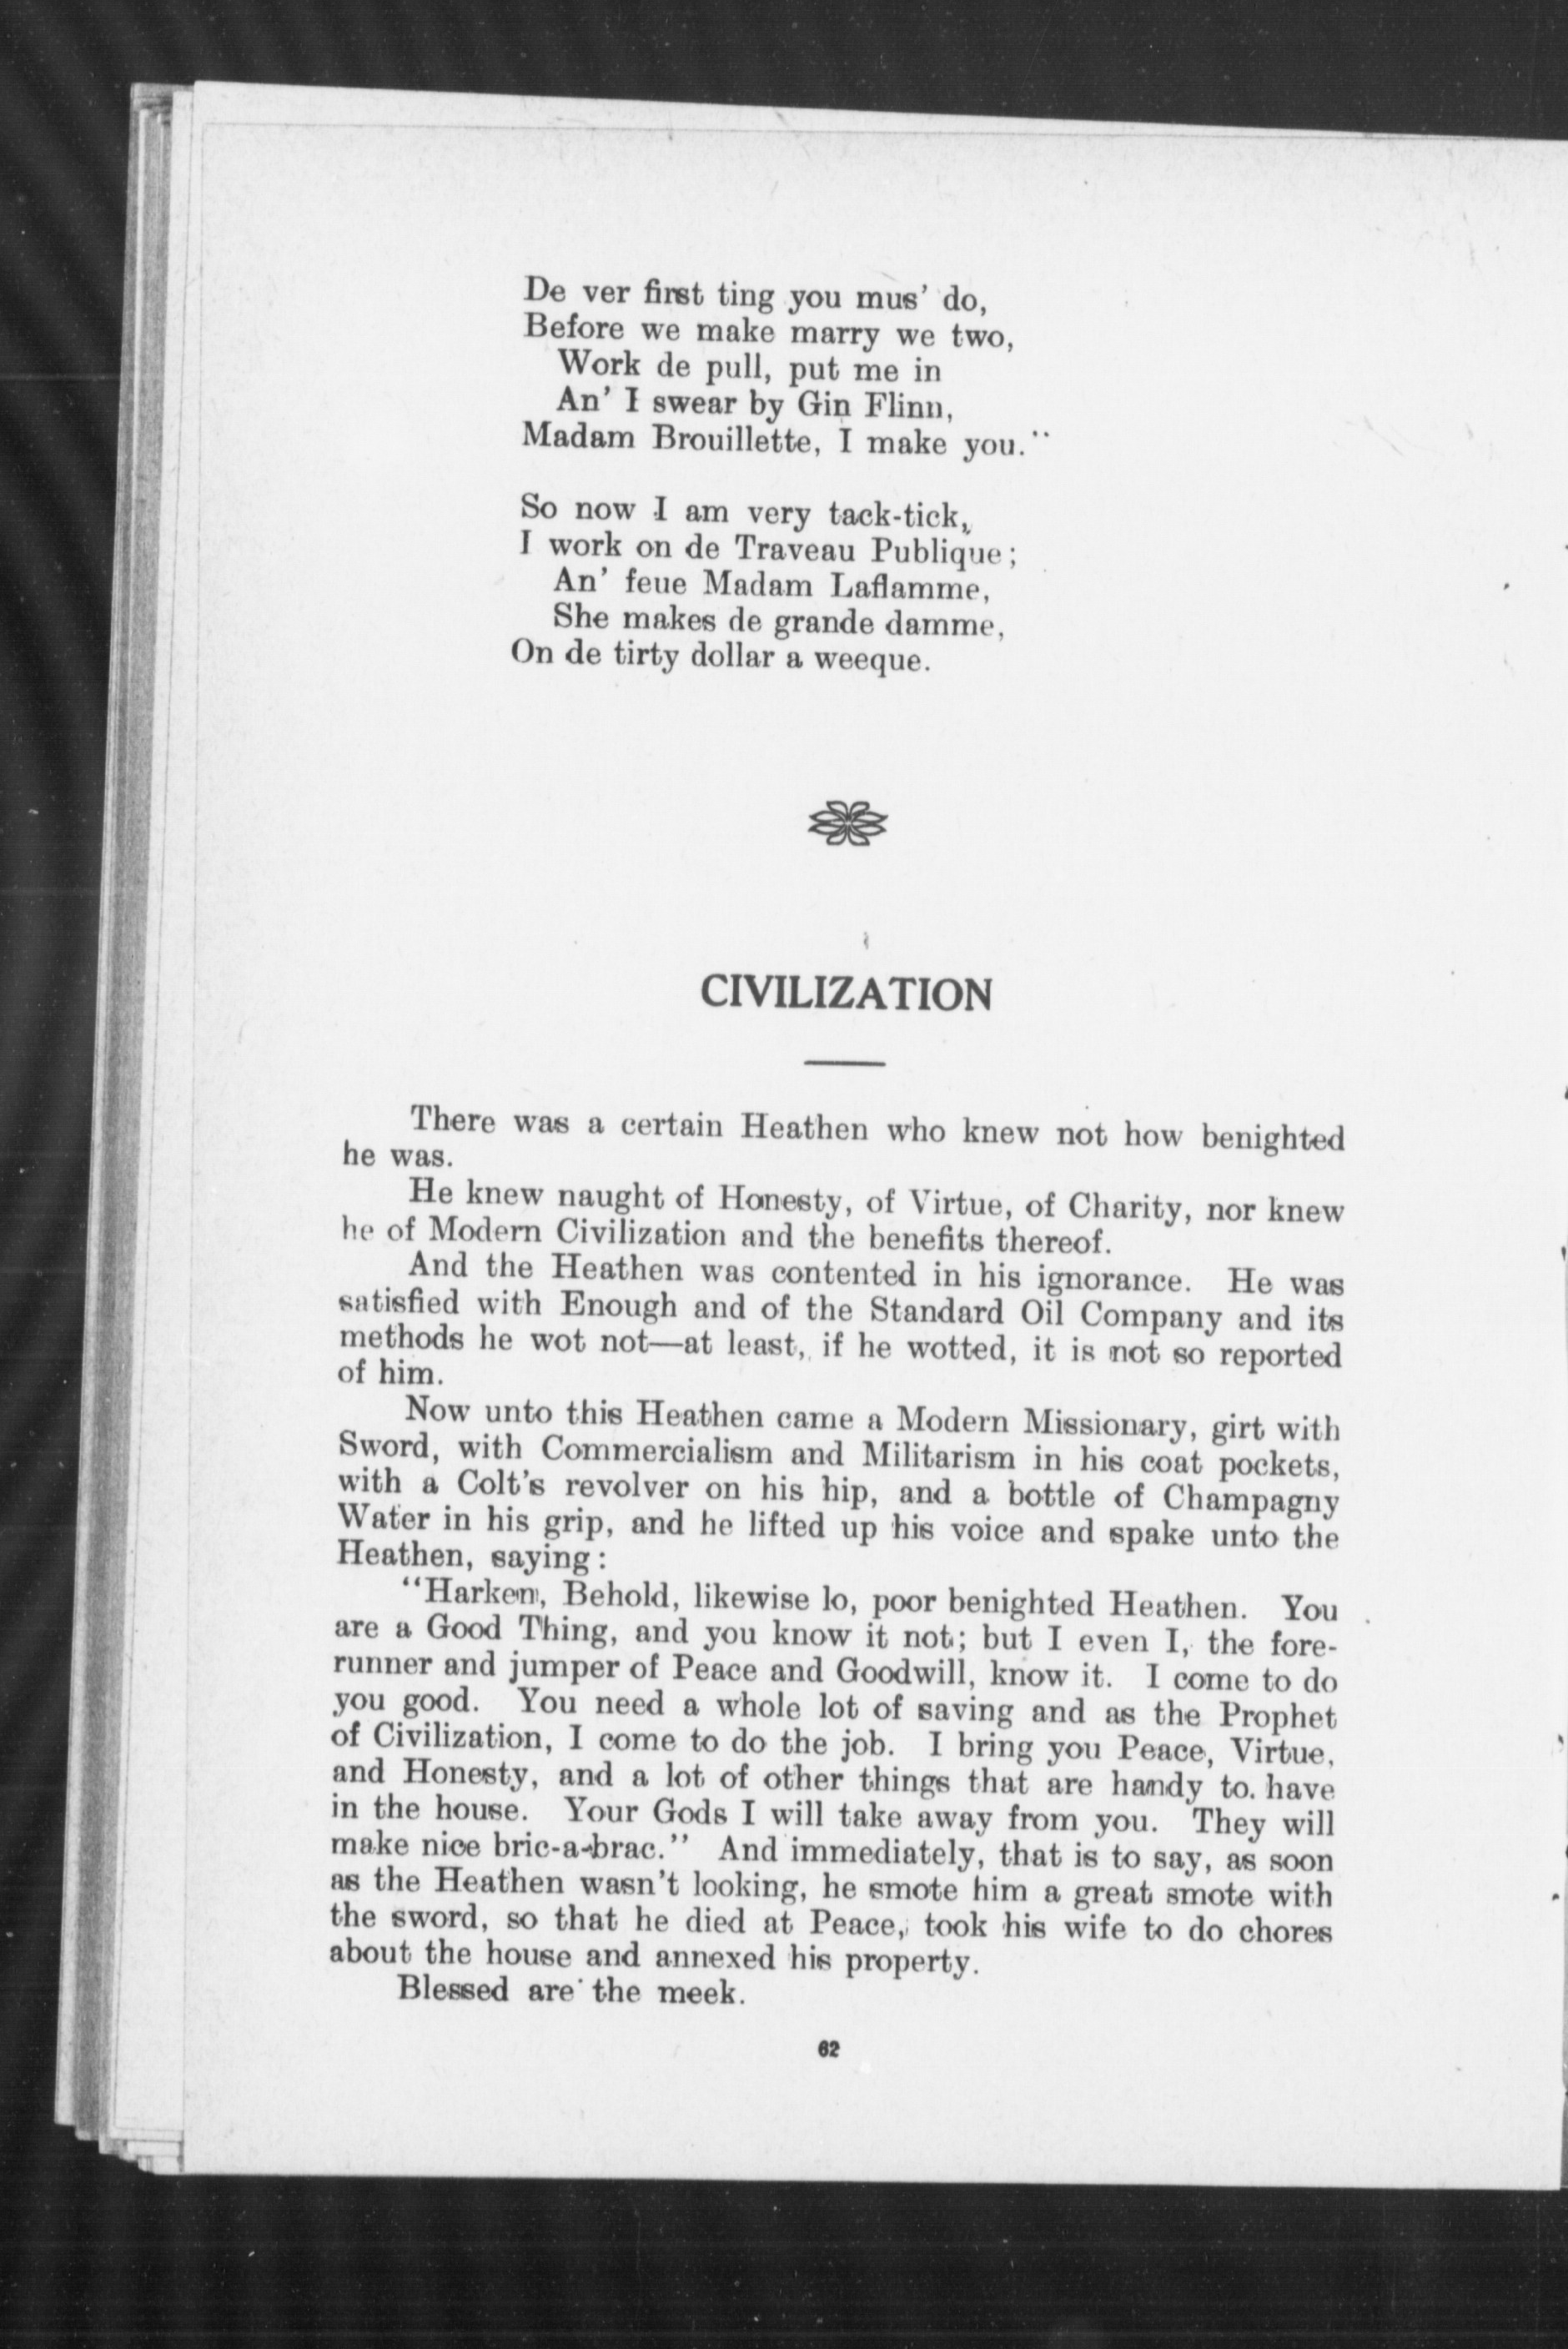 De ver first ting you mus' do,
Before we make marry we two,
Work de pull, put me in
An' I swear by Gin Flinn,
Madam Brouillette, I make you."
So now I am very tack-tick,
I work on de Traveau Publique;
An' feue Madam Laflamme,
She makes de grande damme,
On de tirty dollar a weeque.
CIVILIZATION
There was a certain Heathen who knew not how benighted
he was.
He knew naught of Honesty, of Virtue, of Charity, nor knew
he of Modern Civilization and the benefits thereof.
And the Heathen was contented in his ignorance. He was
satisfied with Enough and of the Standard Oil Company and its
methods he wot not—at least, if he wotted, it is not so reported
of him.
Now unto this Heathen came a Modern Missionary, girt with
Sword, with Commercialism and Militarism in his coat pockets,
with a Colt's revolver on his hip, and a bottle of Champagny
Water in his grip, and he lifted up his voice and spake unto the
Heathen, saying:
"Harken, Behold, likewise lo, poor benighted Heathen. You
are a Good Thing, and you know it not; but I even I, the fore-
runner and jumper of Peace and Goodwill, know it. I come to do
you good. You need a whole lot of saving and as the Prophet
of Civilization, I come to do the job. I bring you Peace, Virtue,
and Honesty, and a lot of other things that are handy to. have
in the house. Your Gods I will take away from you. They will
make nice bric-a-brac." And immediately, that is to say, as soon
as the Heathen wasn't looking, he smote him a great smote with
the sword, so that he died at Peace, took his wife to do chores
about the house and annexed his property.
Blessed are the meek.
62